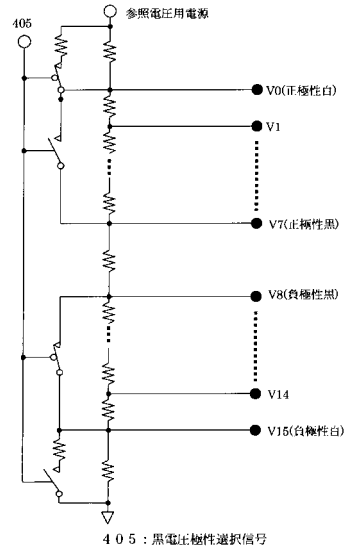 405
参照電圧用電源
V0(正極性白)
V1
V7(正極性黒)
V8(負極性黒)
V14
V15(負極性白)
405:黒電圧極性選択信号